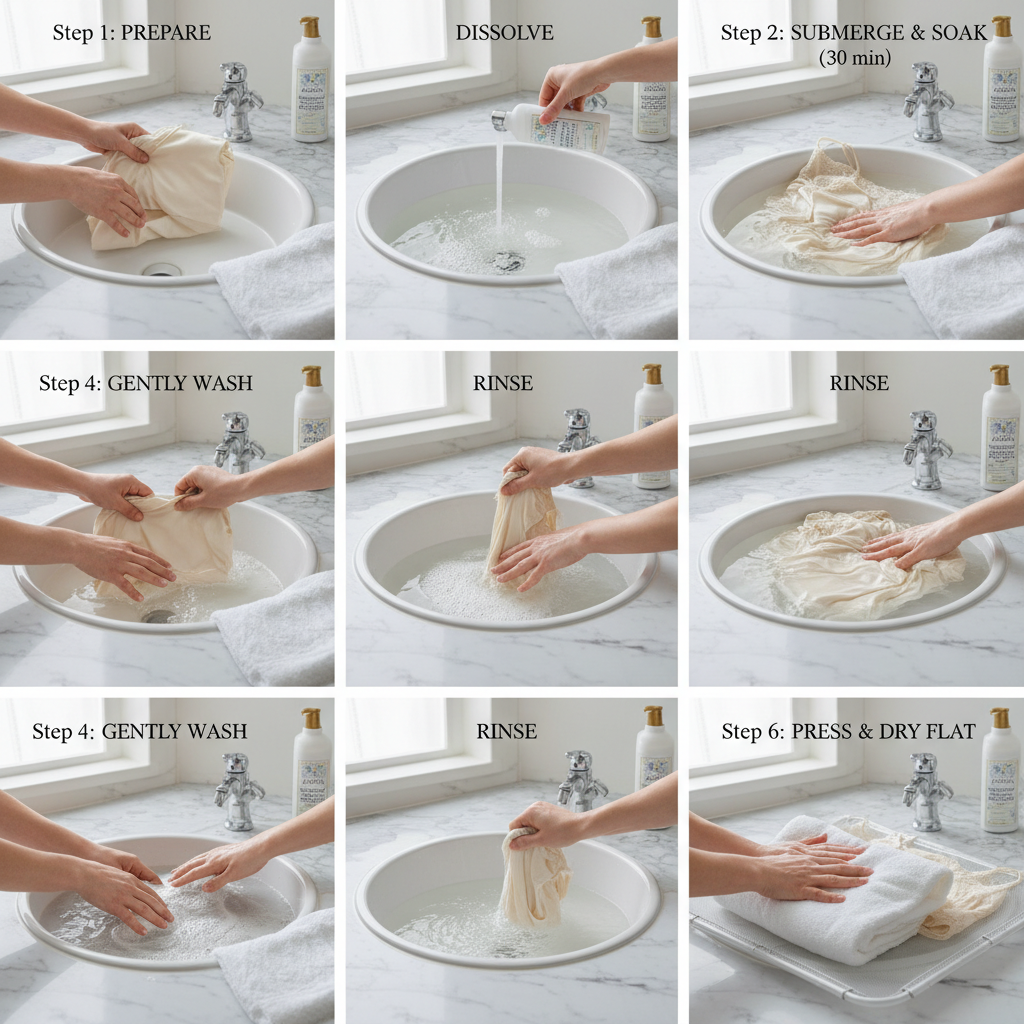 Step 1: PREPARE
DISSOLVE
Step 2: SUBMERGE & SOAK
(30 min)
Step 4: GENTLY WASH
RINSE
RINSE
Step 4: GENTLY WASH
RINSE
Step 6: PRESS & DRY FLAT